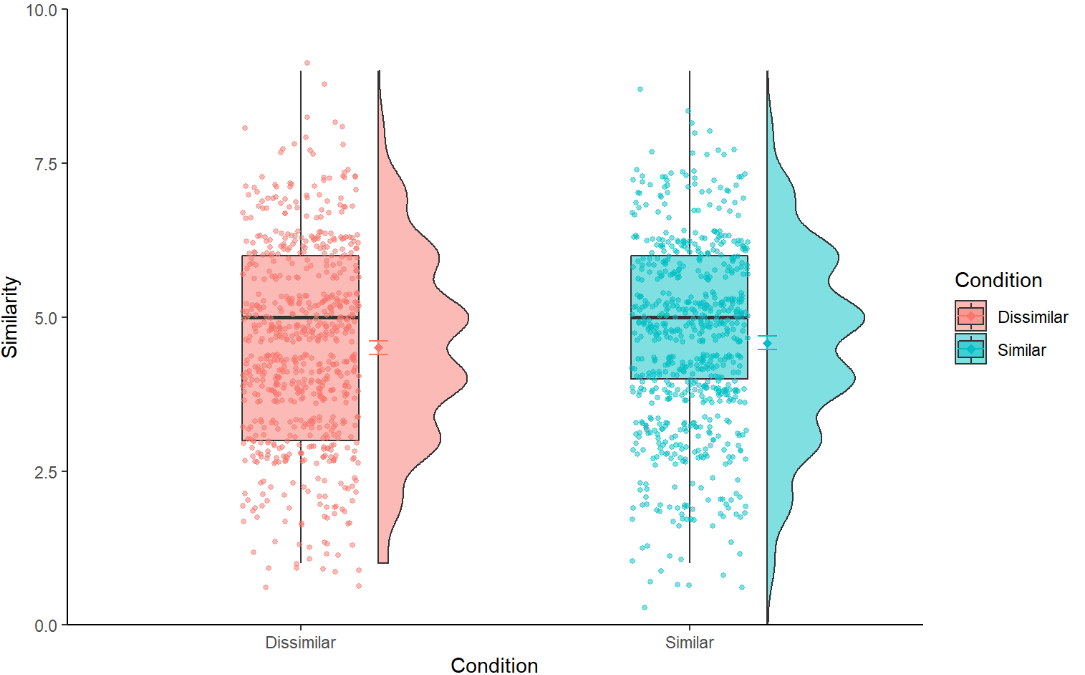 10.0
7.5
5.0
2.5
0.0
Similarity
Dissimilar
Similar
Condition
Condition
Dissimilar
Similar